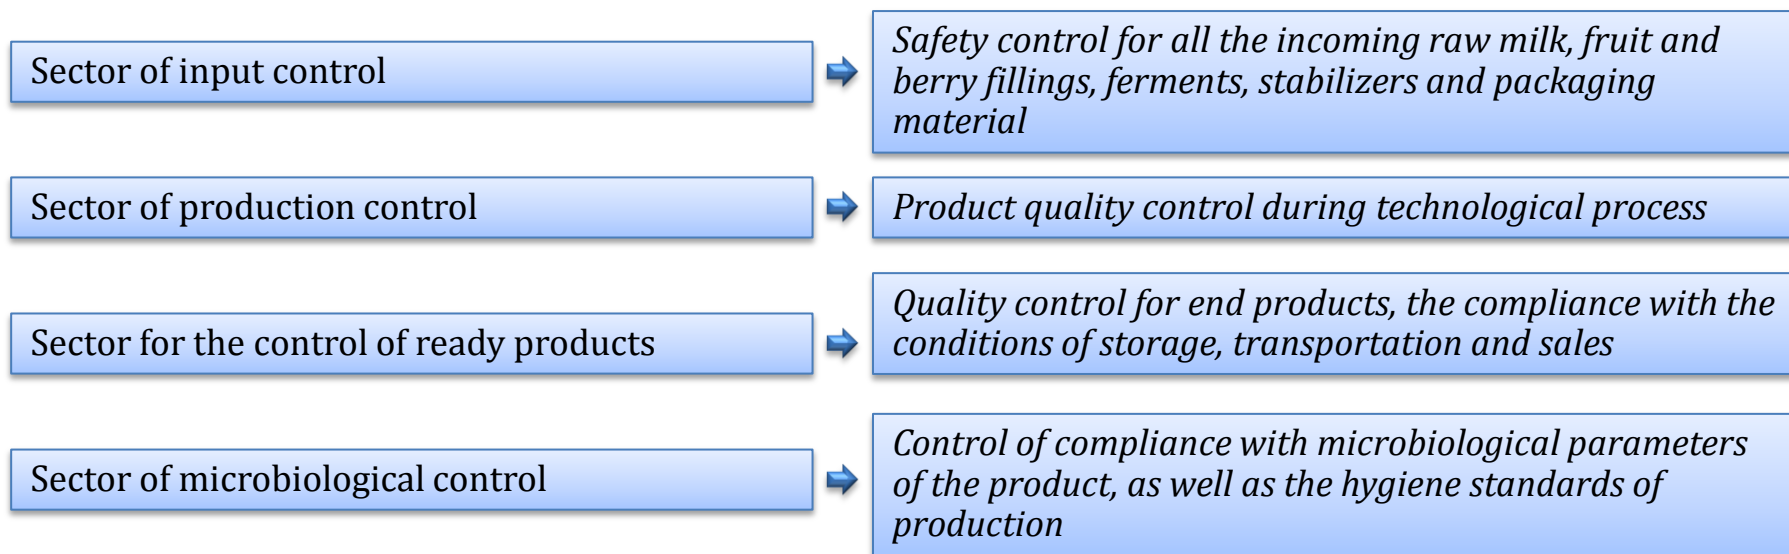 Sector of input control
Safety control for all the incoming raw milk, fruit and
berry fillings, ferments, stabilizers and packaging
material
Sector of production control
Product quality control during technological process
Sector for the control of ready products
Quality control for end products, the compliance with the
conditions of storage, transportation and sales
Sector of microbiological control
Control of compliance with microbiological parameters
of the product, as well as the hygiene standards of
production